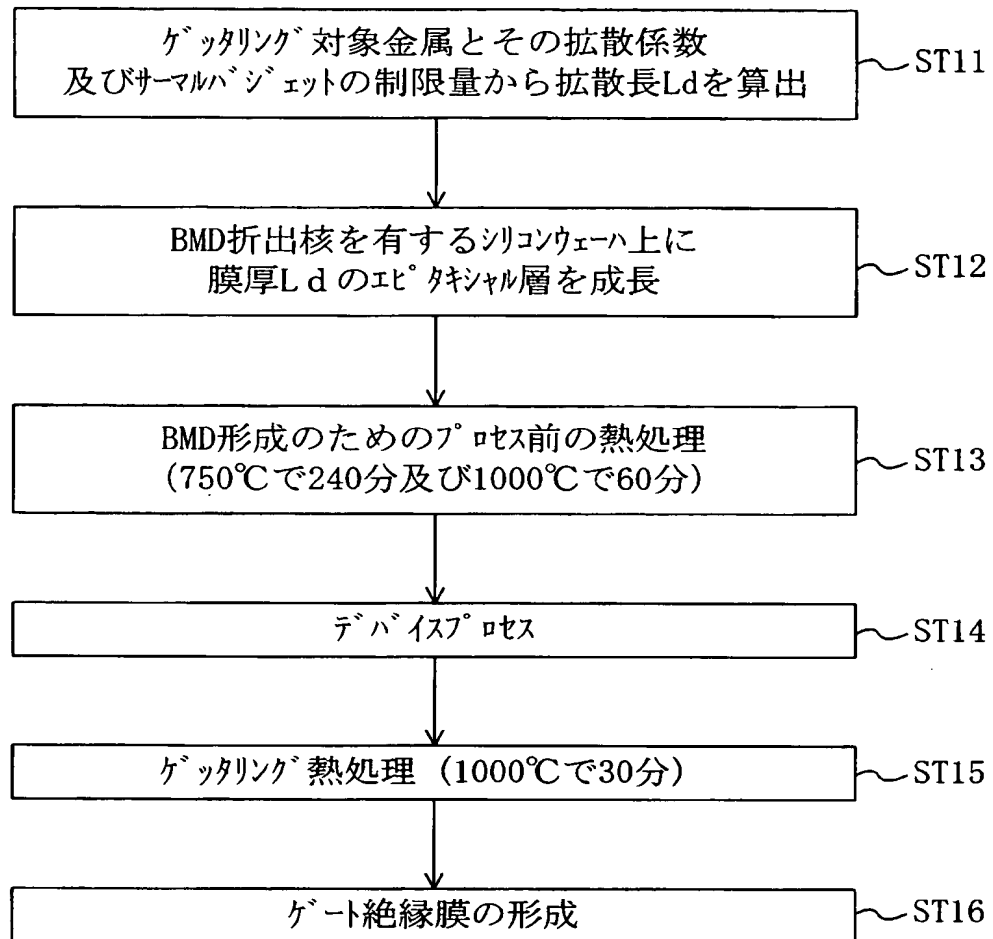 ｹﾞｯﾀﾘﾝｸﾞ対象金属とその拡散係数
及びｻｰﾏﾙﾊﾞｼﾞｪｯﾄの制限量から拡散長Ldを算出
ST11
BMD折出核を有するｼﾘｺﾝｳｪｰﾊ上に
膜厚Ｌｄのｴﾋﾟﾀｷｼｬﾙ層を成長
ST12
BMD形成のためのﾌﾟﾛｾｽ前の熱処理
(750℃で240分及び1000℃で60分)
ST13
ﾃﾞﾊﾞｲｽﾌﾟﾛｾｽ
ST14
ｹﾞｯﾀﾘﾝｸﾞ熱処理 (1000℃で30分)
ST15
ｹﾞｰﾄ絶縁膜の形成
ST16